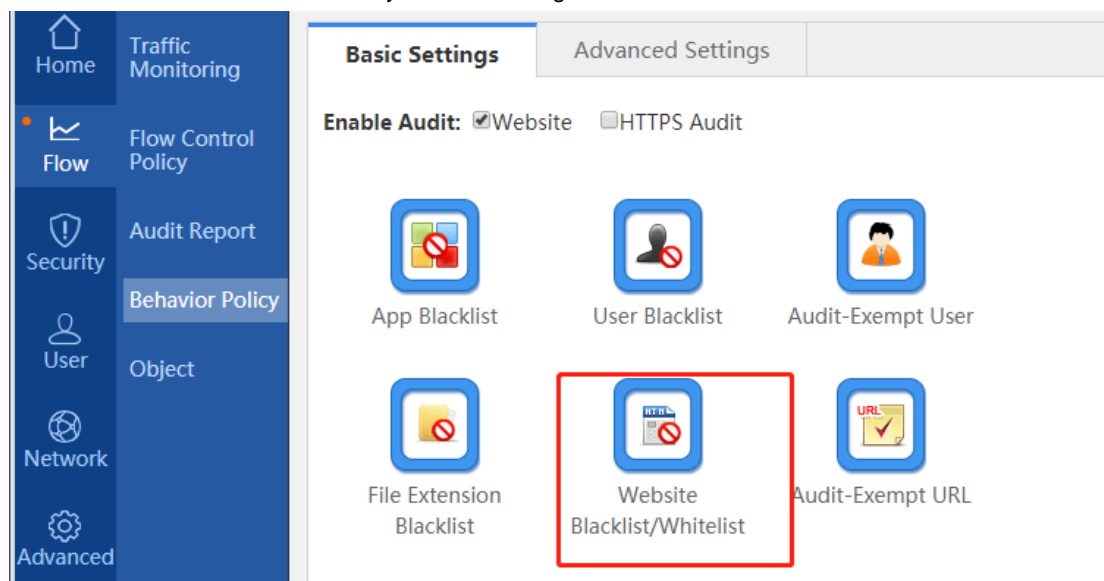 Home
Flow
Security
User
Network
Advanced
Traffic
Monitoring
Flow Control
Policy
Audit Report
Behavior Policy
Object
Basic Settings
Advanced Settings
Enable Audit: Website HTTPS Audit
App Blacklist
User Blacklist
Audit-Exempt User
File Extension
Blacklist
HTML
Website
Blacklist/Whitelist
URL
Audit-Exempt URL